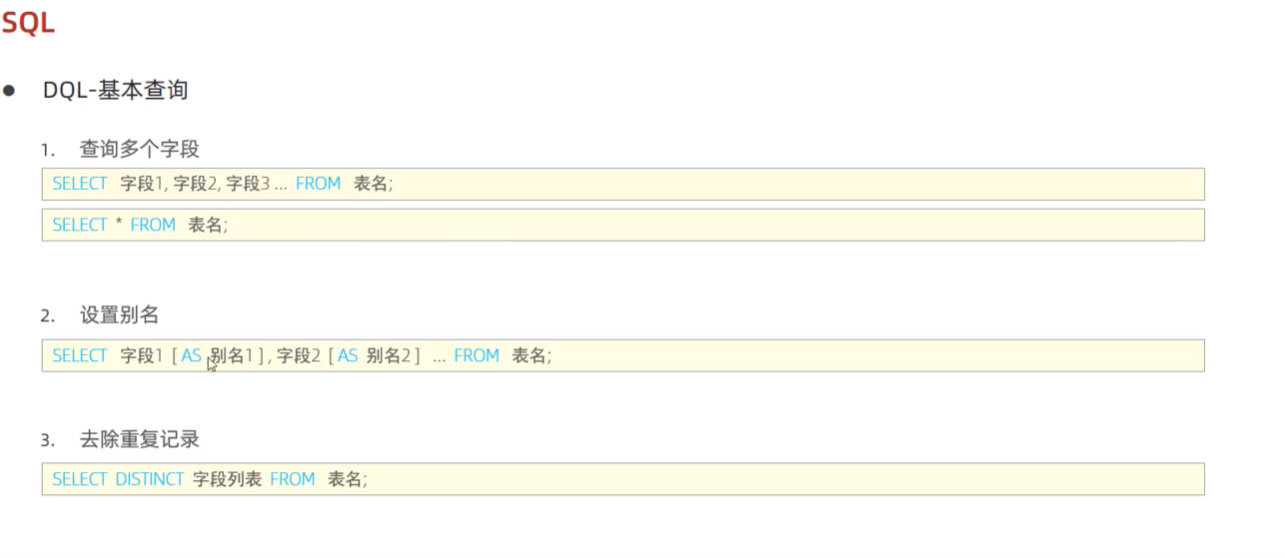 SQL
● DQL-基本查询
1. 查询多个字段
SELECT 字段1, 字段2, 字段3 ... FROM 表名;
SELECT * FROM 表名;
2. 设置别名
SELECT 字段1 [ AS 别名1 ] , 字段2 [ AS 别名2 ] ... FROM 表名;
3. 去除重复记录
SELECT DISTINCT 字段列表 FROM 表名;